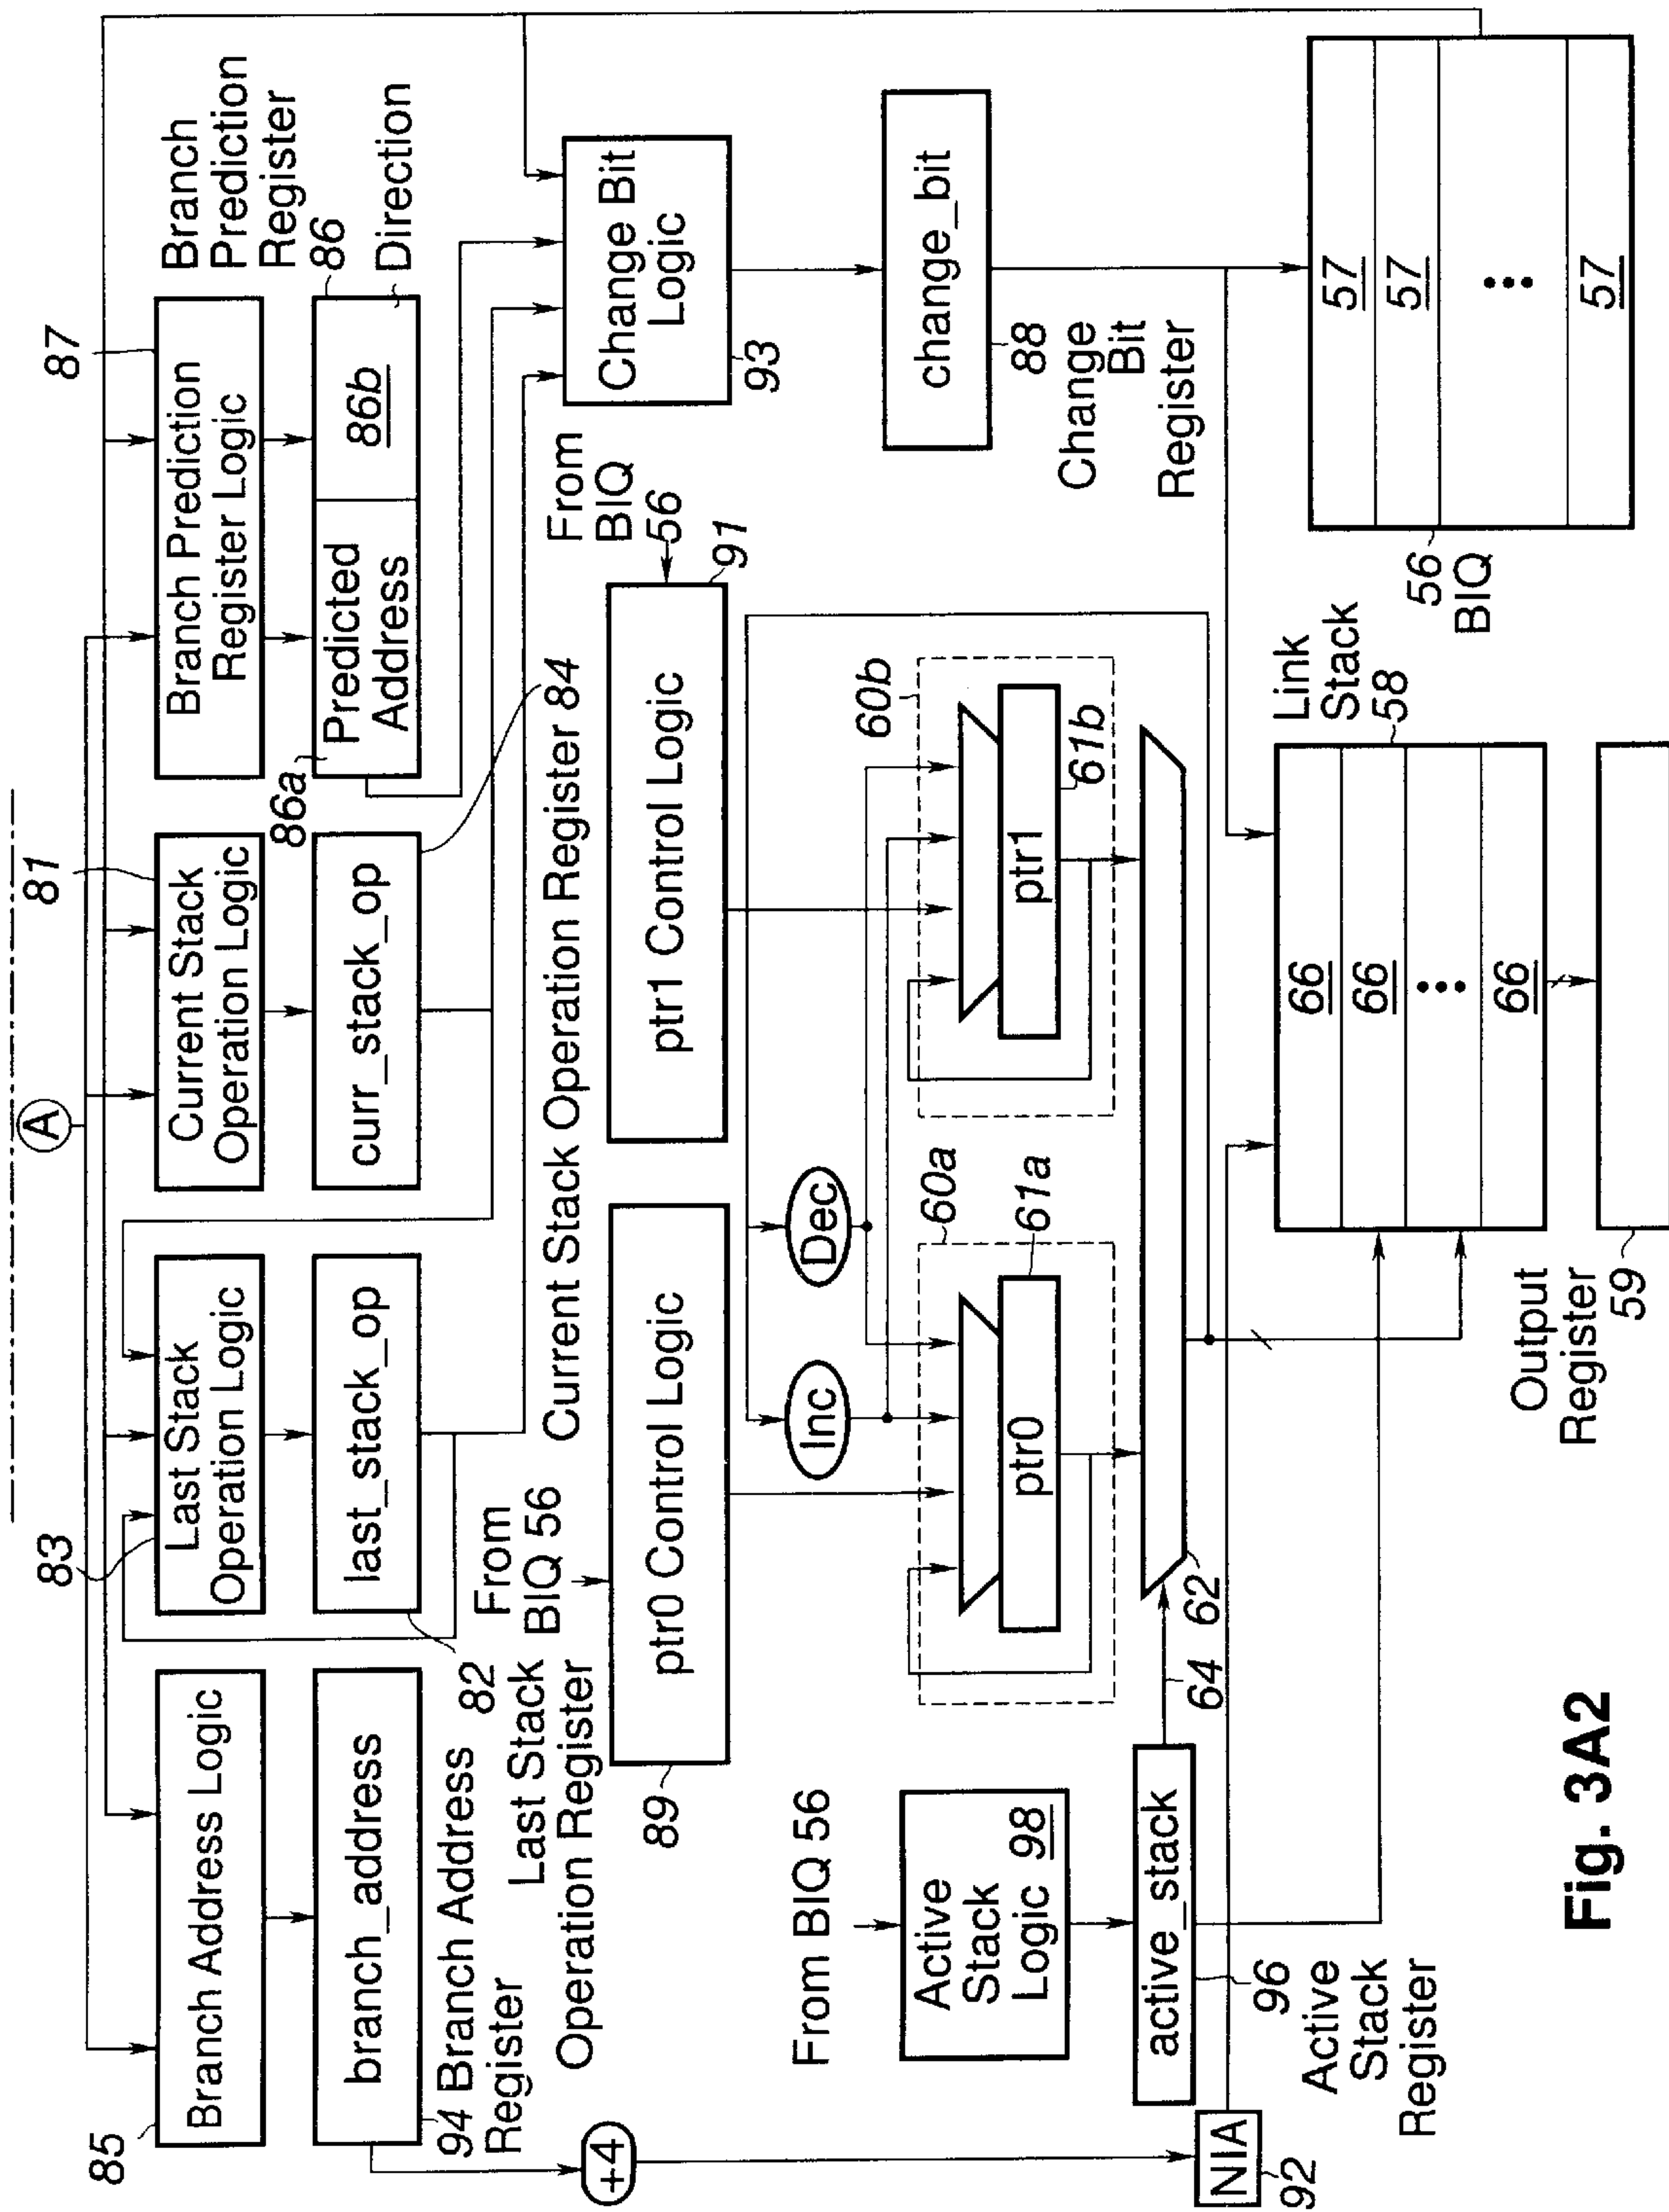 A
85
83
81
87
Branch Address Logic
Last Stack
Operation Logic
Current Stack
Operation Logic
Branch Prediction
Register Logic
Branch
Prediction
Register
86
branch_address
last_stack_op
curr_stack_op
86a
Predicted
Address
86b
Direction
94 Branch Address
Register
82
Last Stack
Operation Register
Current Stack Operation Register 84
+4
From
BIQ 56
From
BIQ
56
89
ptr0 Control Logic
ptr1 Control Logic
91
Change Bit
Logic
93
Inc
Dec
From BIQ 56
Active
Stack
Logic 98
60a
60b
ptr0
61a
ptr1
61b
change_bit
88
Change
Bit
Register
active_stack
64
62
NIA
92
96
Active
Stack
Register
Link
Stack
58
66
66
66
57
57
57
56
BIQ
Output
Register
59
Fig. 3A2